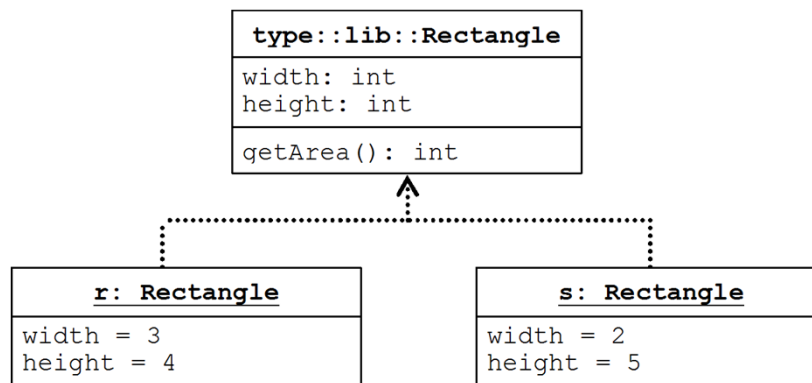 type::lib::Rectangle
width: int
height: int
getArea(): int
r: Rectangle
width = 3
height = 4
s: Rectangle
width = 2
height = 5